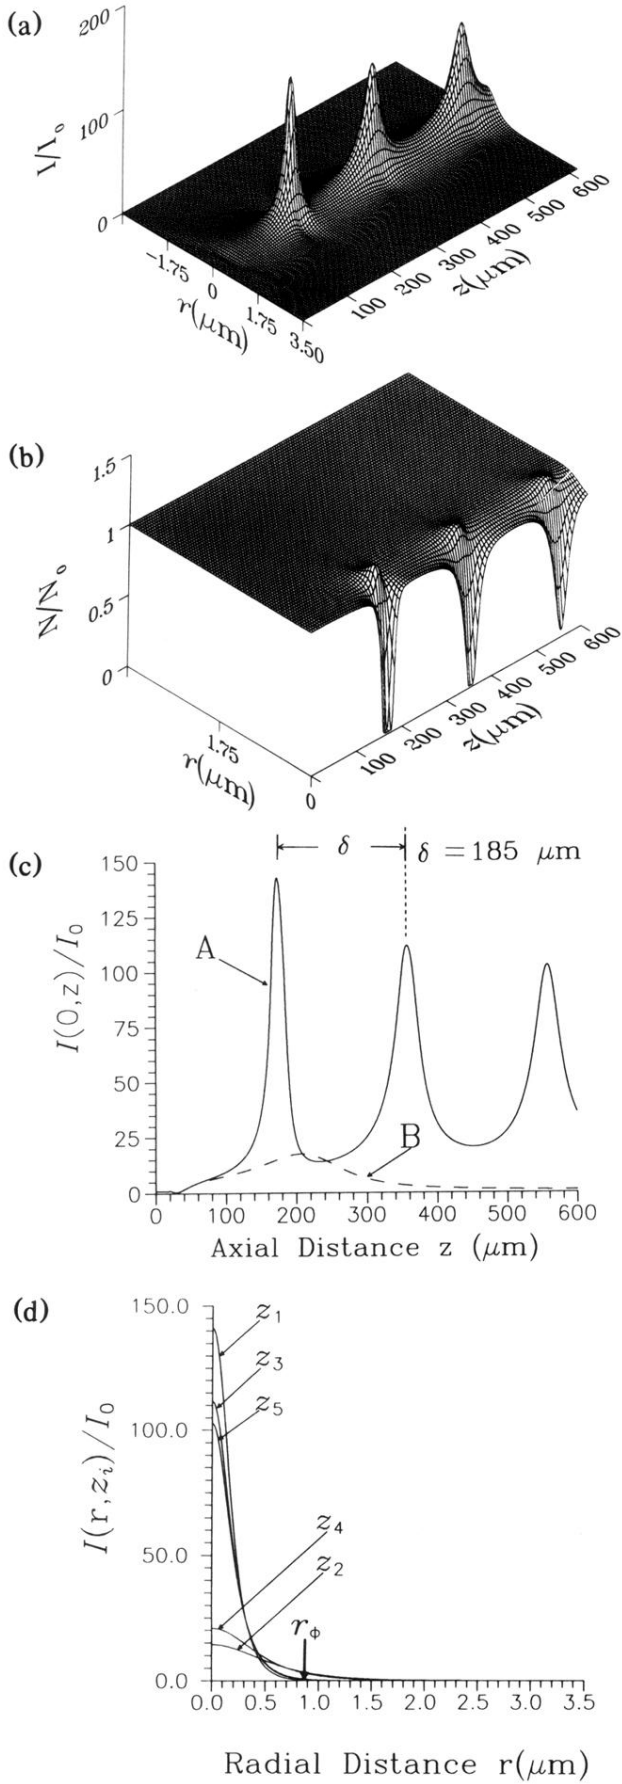 (a)
200
100
0
I/I₀
−1.75
0
1.75
3.50
r(μm)
100
200
300
400
500
600
z(μm)
(b)
1.5
1
0.5
0
N/N₀
1.75
0
r(μm)
100
200
300
400
500
600
z(μm)
(c)
δ
δ = 185 μm
150
125
100
75
50
25
0
I(0,z)/I₀
A
B
0 100 200 300 400 500 600
Axial Distance z (μm)
(d)
150.0
100.0
50.0
0.0
I(r,zᵢ)/I₀
z₁
z₃
z₅
z₄
z₂
r_Φ
0.0 0.5 1.0 1.5 2.0 2.5 3.0 3.5
Radial Distance r(μm)